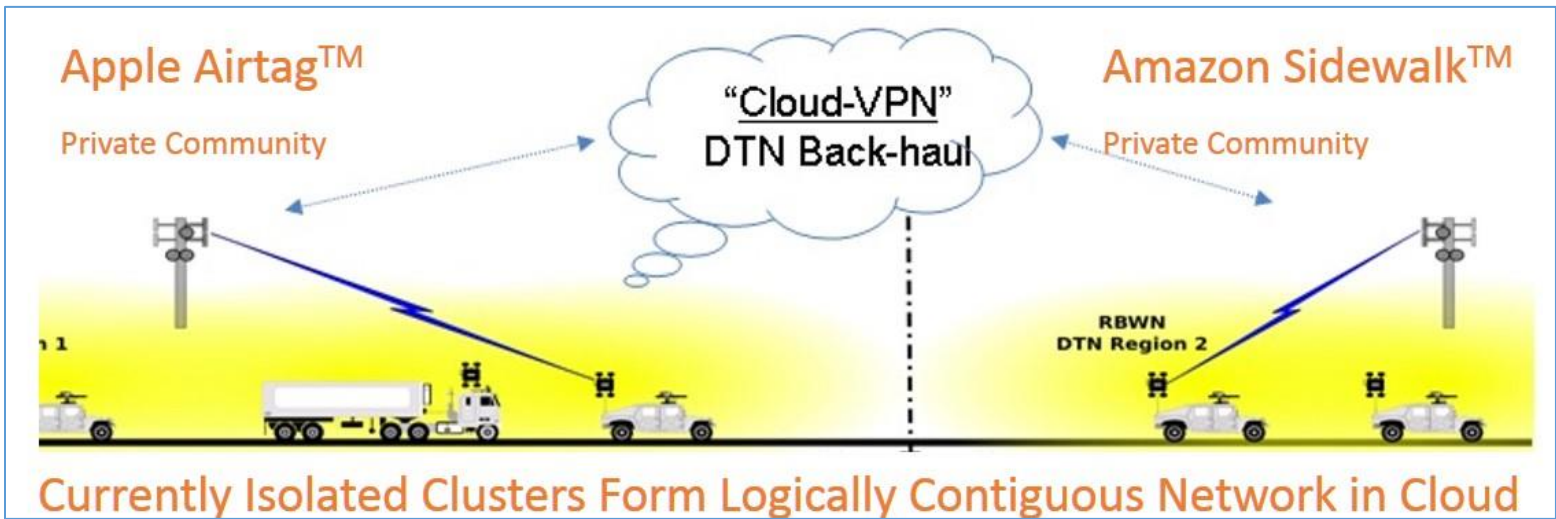 Apple Airtag™
Private Community
“Cloud-VPN”
DTN Back-haul
Amazon Sidewalk™
Private Community
n 1
RBWN
DTN Region 2
Currently Isolated Clusters Form Logically Contiguous Network in Cloud